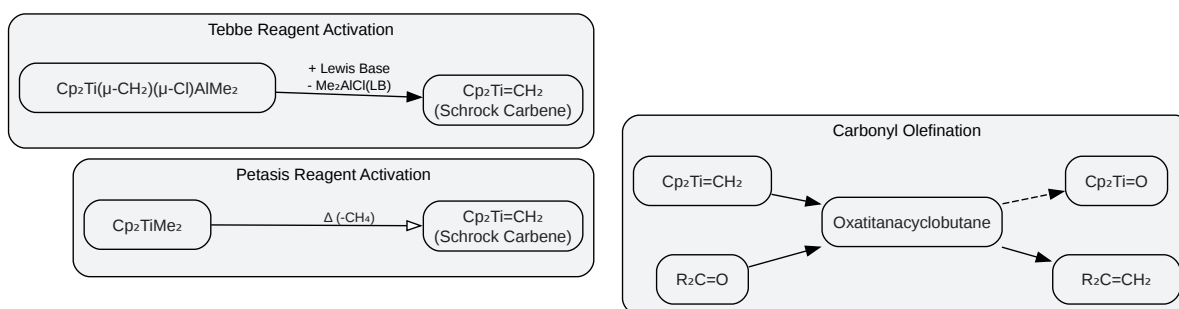 Tebbe Reagent Activation
Cp₂Ti(μ-CH₂)(μ-Cl)AlMe₂
+ Lewis Base
- Me₂AlCl(LB)
Cp₂Ti=CH₂
(Schrock Carbene)
Petasis Reagent Activation
Cp₂TiMe₂
Δ (-CH₄)
Cp₂Ti=CH₂
(Schrock Carbene)
Carbonyl Olefination
Cp₂Ti=CH₂
R₂C=O
Oxatitanacyclobutane
Cp₂Ti=O
R₂C=CH₂